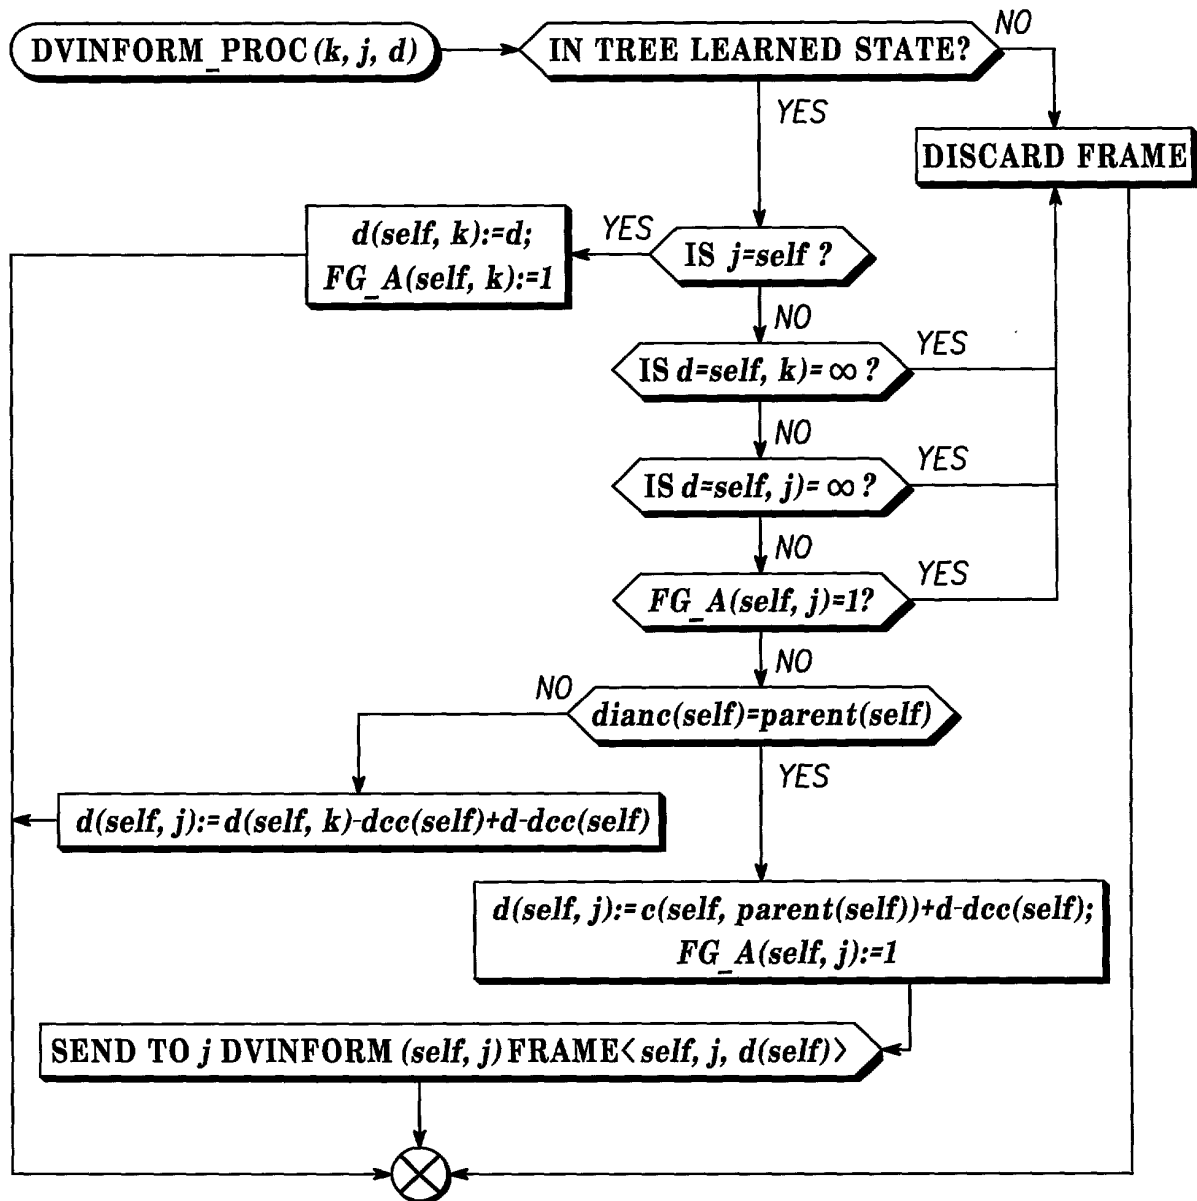 DVINFORM_PROC(k, j, d)
IN TREE LEARNED STATE?
NO
YES
DISCARD FRAME
d(self, k):=d;
FG_A(self, k):=1
YES
IS j=self ?
NO
IS d=self, k)=∞ ?
YES
NO
IS d=self, j)=∞ ?
YES
NO
FG_A(self, j)=1?
YES
NO
NO
dianc(self)=parent(self)
YES
d(self, j):=d(self, k)-dcc(self)+d-dcc(self)
d(self, j):=c(self, parent(self))+d-dcc(self);
FG_A(self, j):=1
SEND TO j DVINFORM (self, j) FRAME<self, j, d(self)>